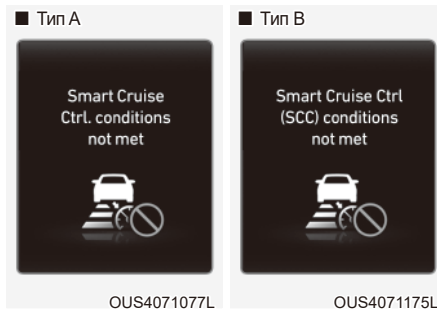 ■ Тип A
Smart Cruise
Ctrl. conditions
not met
OUS4071077L
■ Тип B
Smart Cruise Ctrl
(SCC) conditions
not met
OUS4071175L